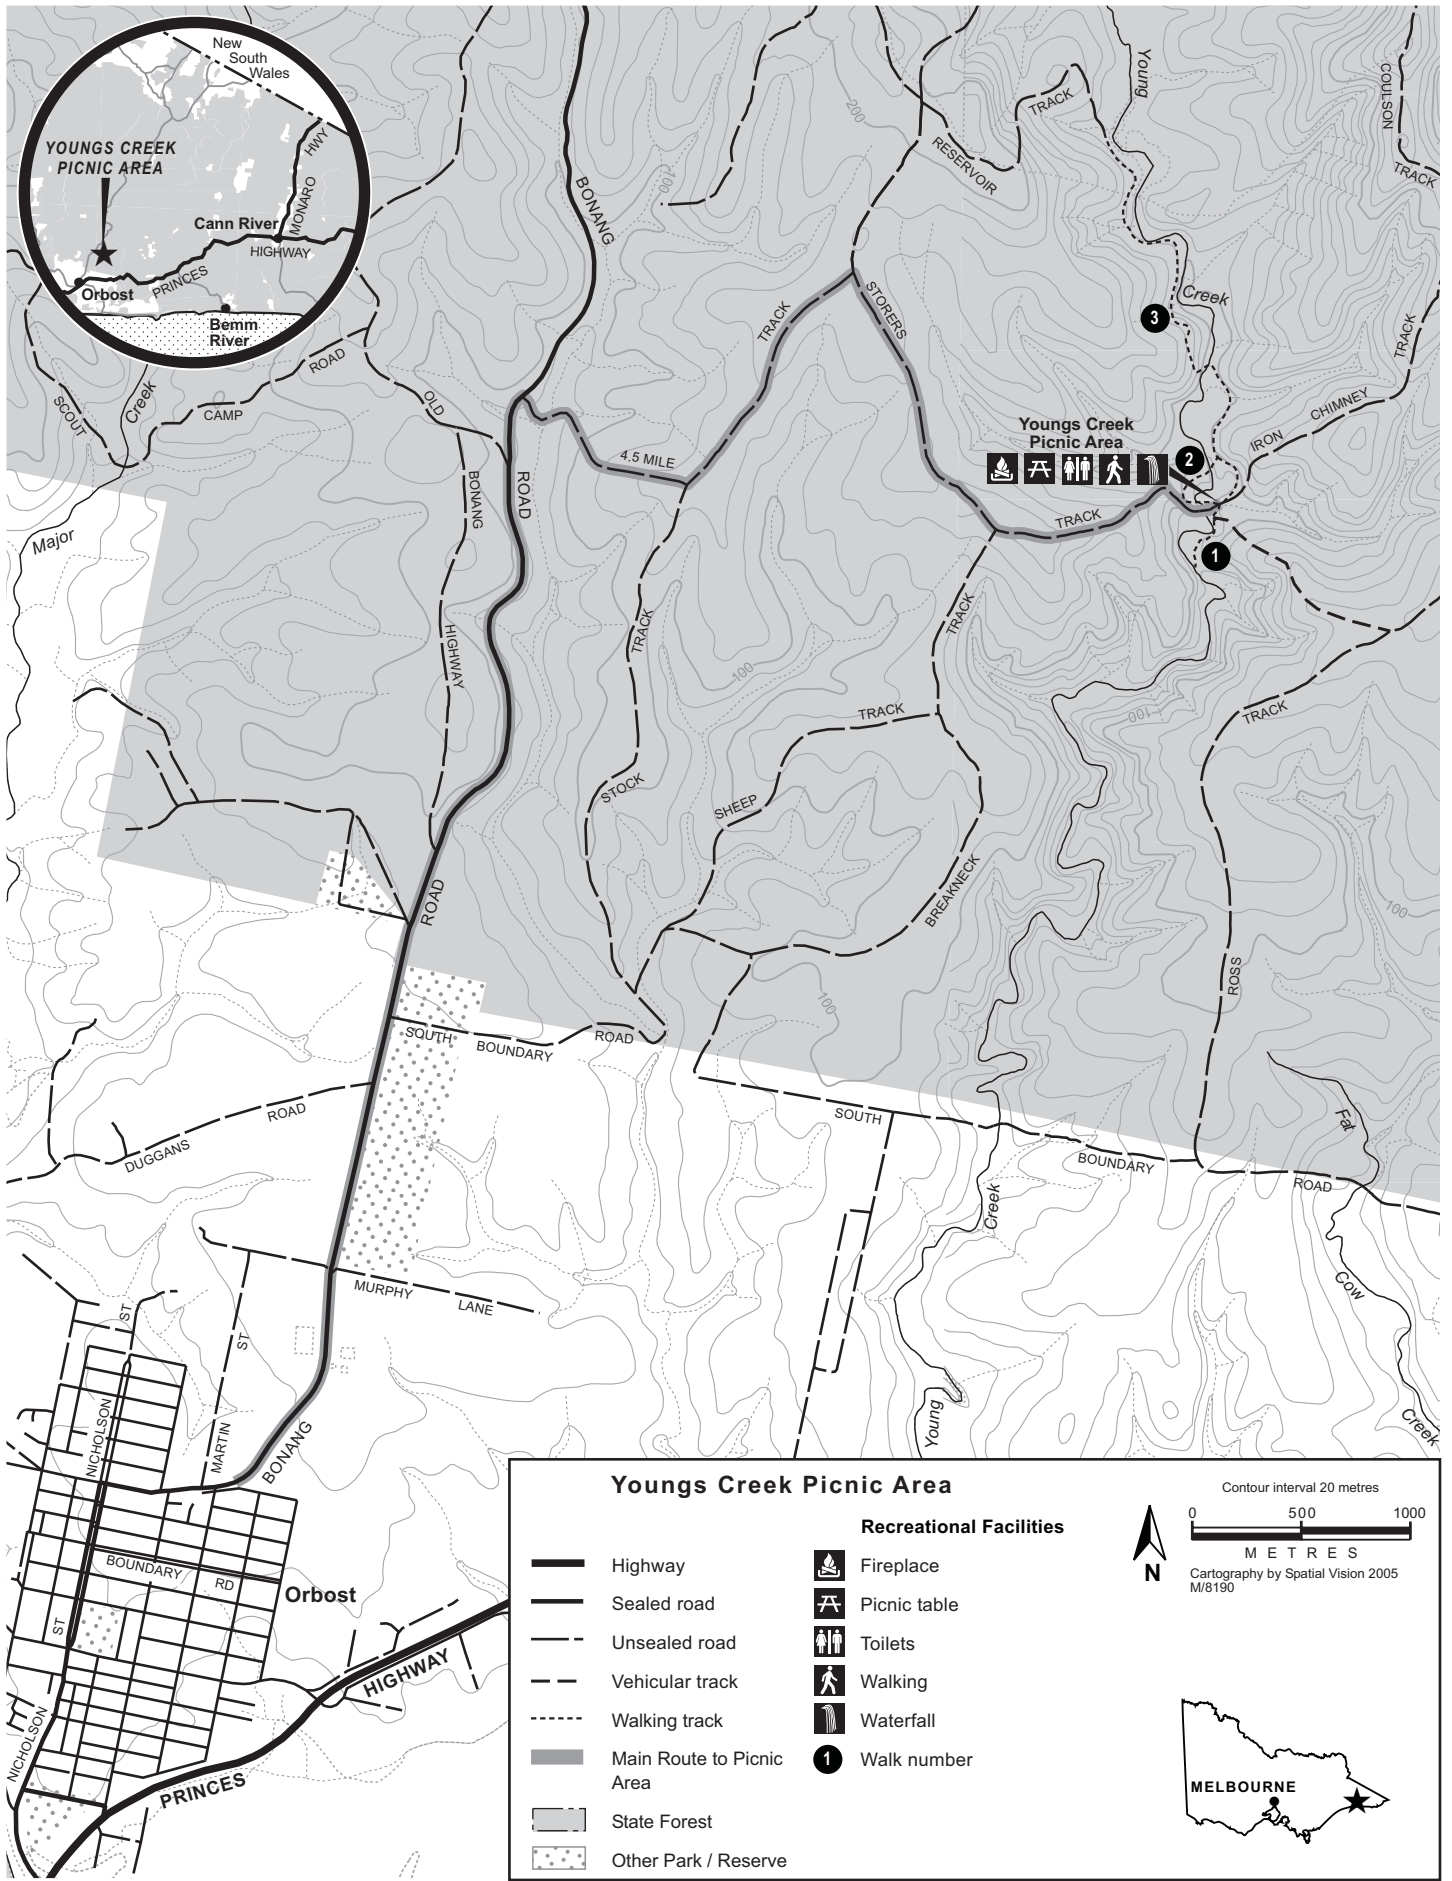 New
South
Wales
YOUNGS CREEK
PICNIC AREA
HWY
MONARO
Cann River
HIGHWAY
PRINCES
Orbost
Bemm
River
BONANG
ROAD
200
100
RESERVOIR
TRACK
Young
Creek
COULSON
TRACK
STORERS
TRACK
TRACK
4.5 MILE
3
Youngs Creek
Picnic Area
2
1
IRON
CHIMNEY
TRACK
SCOUT
Creek
CAMP
ROAD
OLD
BONANG
HIGHWAY
Major
TRACK
STOCK
100
TRACK
TRACK
SHEEP
BREAKNECK
100
100
TRACK
ROSS
100
ROAD
SOUTH
BOUNDARY
ROAD
DUGGANS
ROAD
SOUTH
BOUNDARY
ROAD
Fat
Cow
Creek
Creek
Young
MURPHY
LANE
ST
ST
NICHOLSON
MARTIN
BONANG
BOUNDARY
RD
Orbost
ST
NICHOLSON
HIGHWAY
PRINCES
Youngs Creek Picnic Area
Highway
Sealed road
Unsealed road
Vehicular track
Walking track
Main Route to Picnic
Area
State Forest
Other Park / Reserve
Recreational Facilities
Fireplace
Picnic table
Toilets
Walking
Waterfall
1 Walk number
N
Contour interval 20 metres
0 500 1000
METRES
Cartography by Spatial Vision 2005
M/8190
MELBOURNE